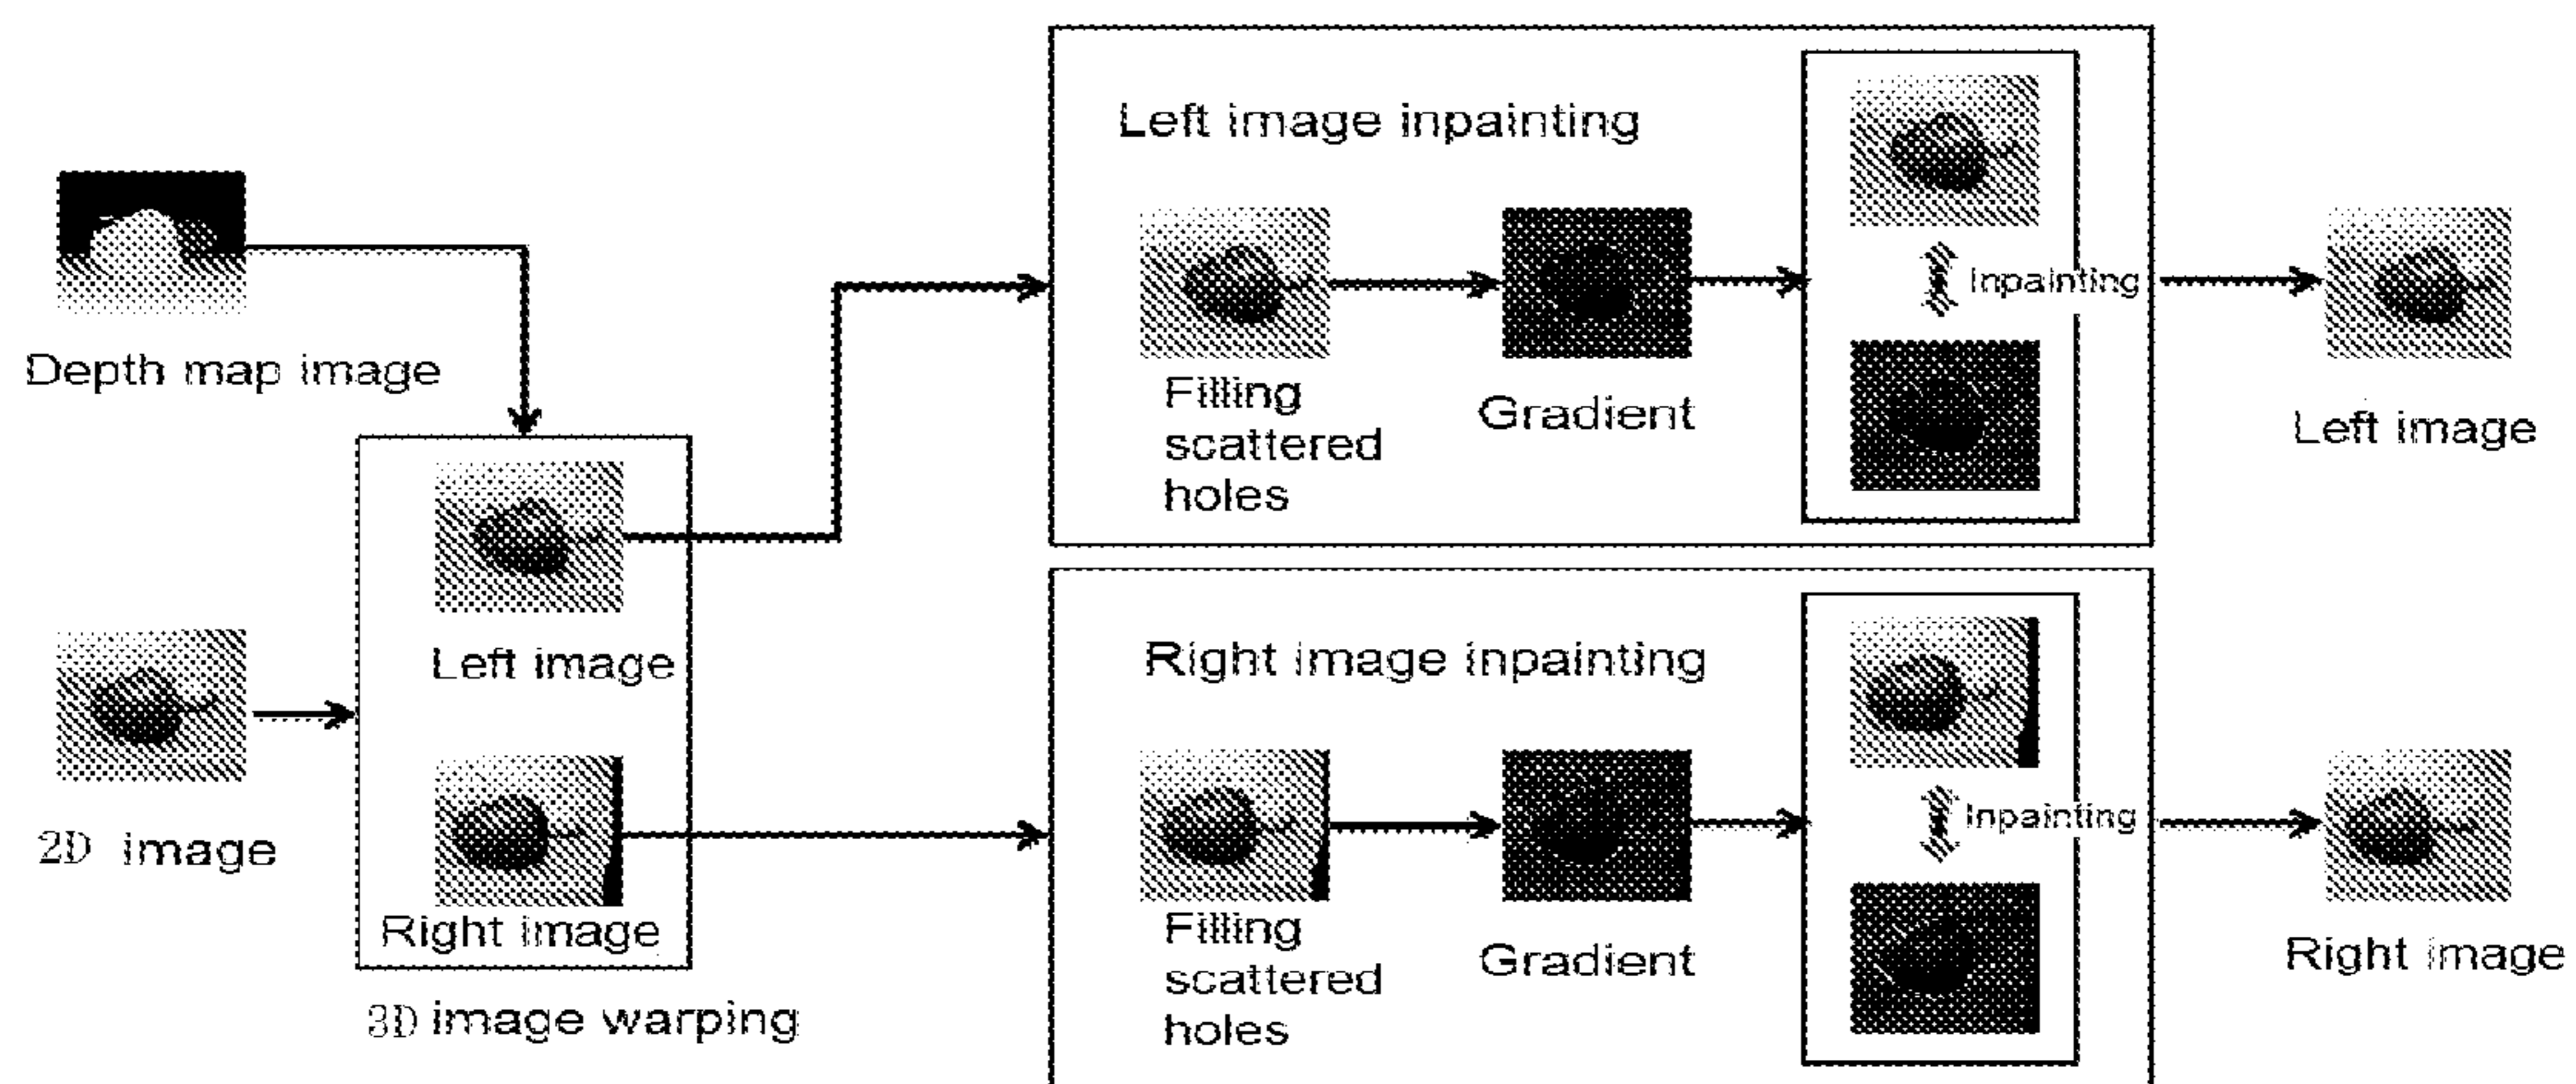 Depth map image
2D image
Left image
Right image
3D image warping
Left image inpainting
Filling
scattered
holes
Gradient
Inpainting
Left image
Right image inpainting
Filling
scattered
holes
Gradient
Inpainting
Right image